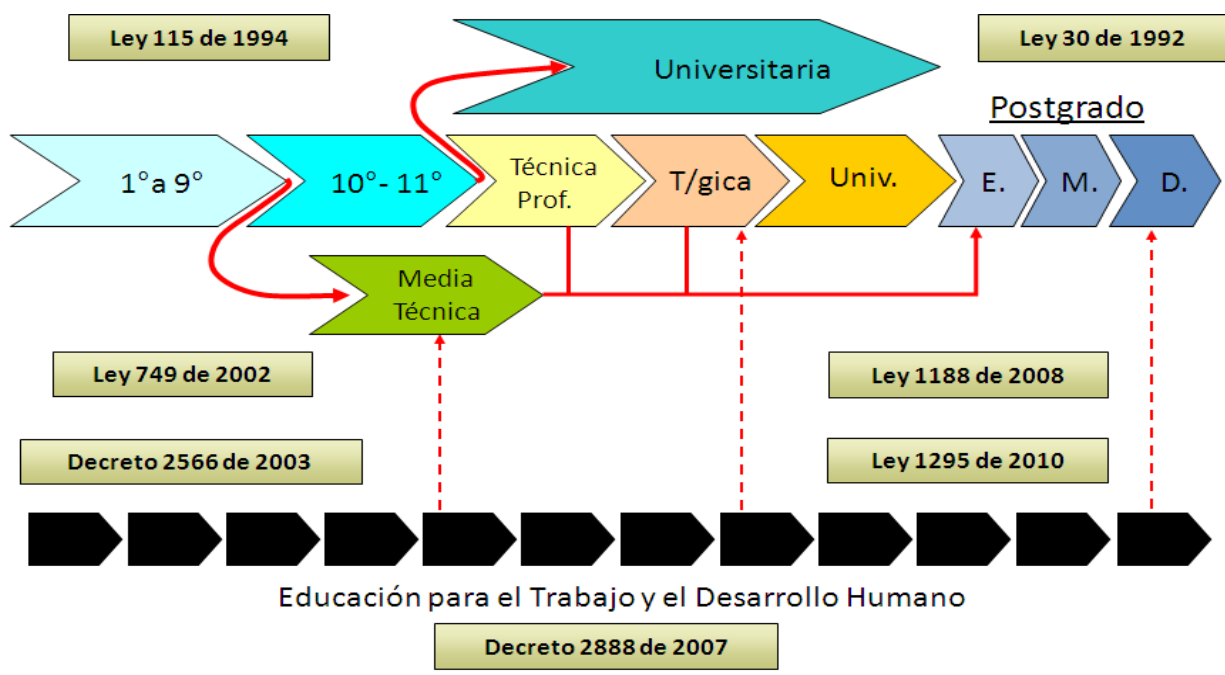 Ley 115 de 1994
Ley 30 de 1992
Universitaria
Postgrado
1°a 9°
10°- 11°
Técnica
Prof.
T/gica
Univ.
E.
M.
D.
Media
Técnica
Ley 749 de 2002
Ley 1188 de 2008
Decreto 2566 de 2003
Ley 1295 de 2010
Educación para el Trabajo y el Desarrollo Humano
Decreto 2888 de 2007